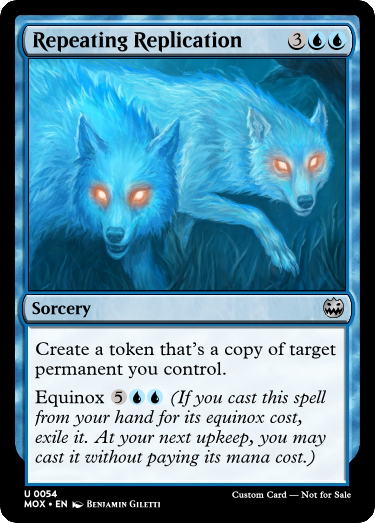 Repeating Replication 3
Sorcery
Create a token that's a copy of target
permanent you control.
Equinox 5 (If you cast this spell
from your hand for its equinox cost,
exile it. At your next upkeep, you may
cast it without paying its mana cost.)
U 0054
MOX • EN Benjamin Giletti
Custom Card — Not for Sale